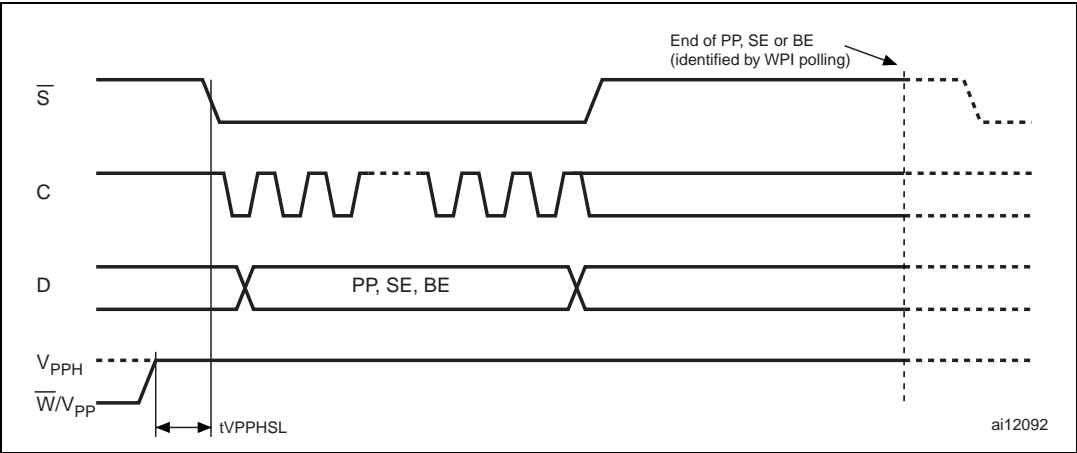 End of PP, SE or BE
(identified by WPI polling)
S̅
C
D
PP, SE, BE
VPPH
W̅/VPP
tVPPHSL
ai12092